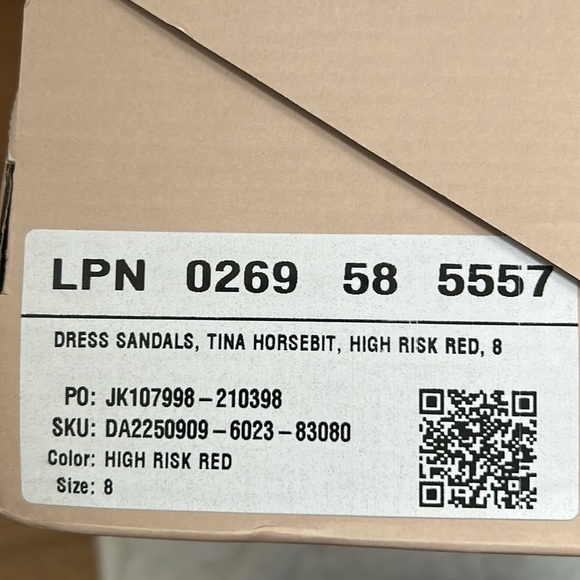 LPN 0269 58 5557
DRESS SANDALS, TINA HORSEBIT, HIGH RISK RED, 8
PO: JK107998-210398
SKU: DA2250909-6023-83080
Color: HIGH RISK RED
Size: 8